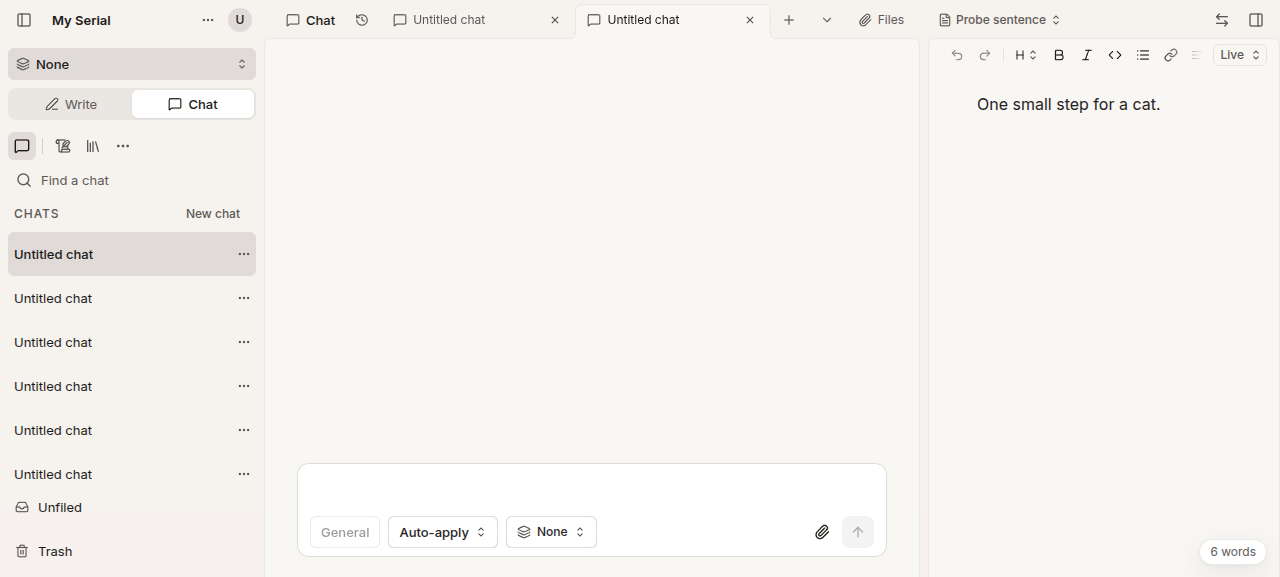 My Serial
U
Chat
Untitled chat
Untitled chat
Files
Probe sentence
None
Write
Chat
H
B
I
Live
One small step for a cat.
Find a chat
CHATS
New chat
Untitled chat
Untitled chat
Untitled chat
Untitled chat
Untitled chat
Untitled chat
Unfiled
Trash
General
Auto-apply
None
6 words